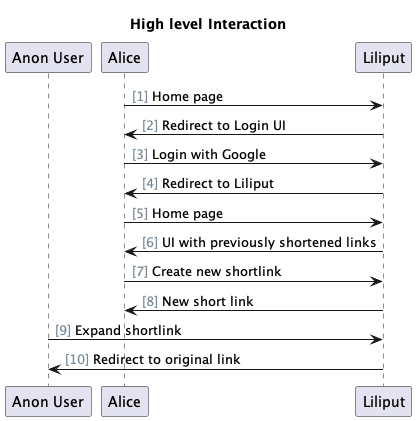 High level Interaction
Anon User Alice Liliput
[1] Home page
[2] Redirect to Login UI
[3] Login with Google
[4] Redirect to Liliput
[5] Home page
[6] UI with previously shortened links
[7] Create new shortlink
[8] New short link
[9] Expand shortlink
[10] Redirect to original link
Anon User Alice Liliput